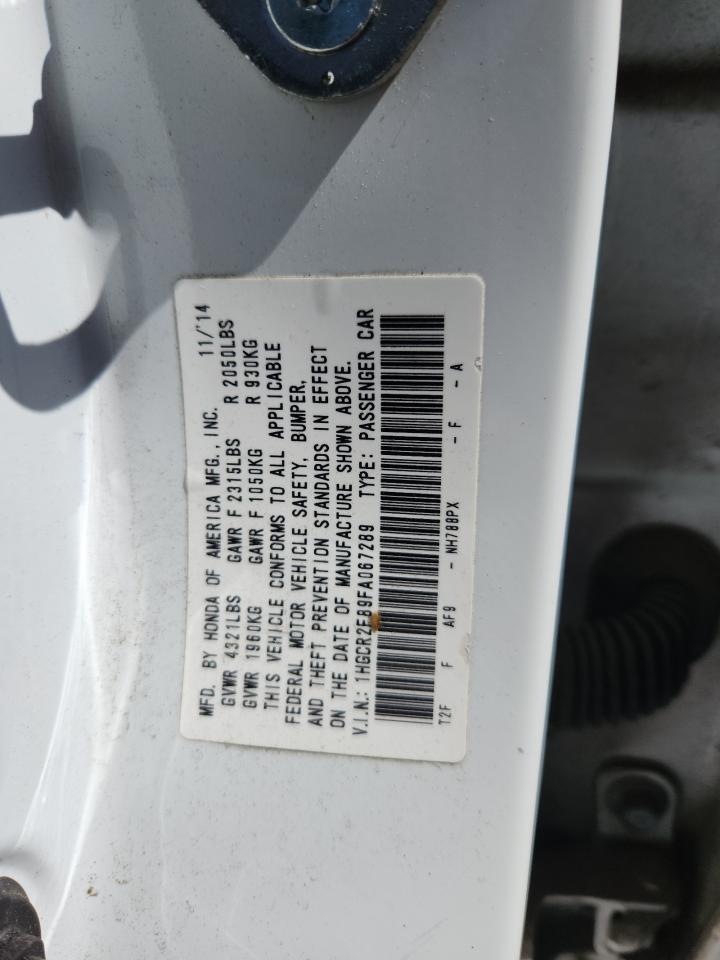 MFD. BY HONDA OF AMERICA MFG., INC. 11/'14
GVWR 4321LBS GAWR F 2315LBS R 2050LBS
GVWR 1960KG GAWR F 1050KG R 930KG
THIS VEHICLE CONFORMS TO ALL APPLICABLE
FEDERAL MOTOR VEHICLE SAFETY, BUMPER,
AND THEFT PREVENTION STANDARDS IN EFFECT
ON THE DATE OF MANUFACTURE SHOWN ABOVE.
V.I.N.: 1HGCR2F89FA067289 TYPE: PASSENGER CAR
T2F F AF9 - NH788PX - F - A